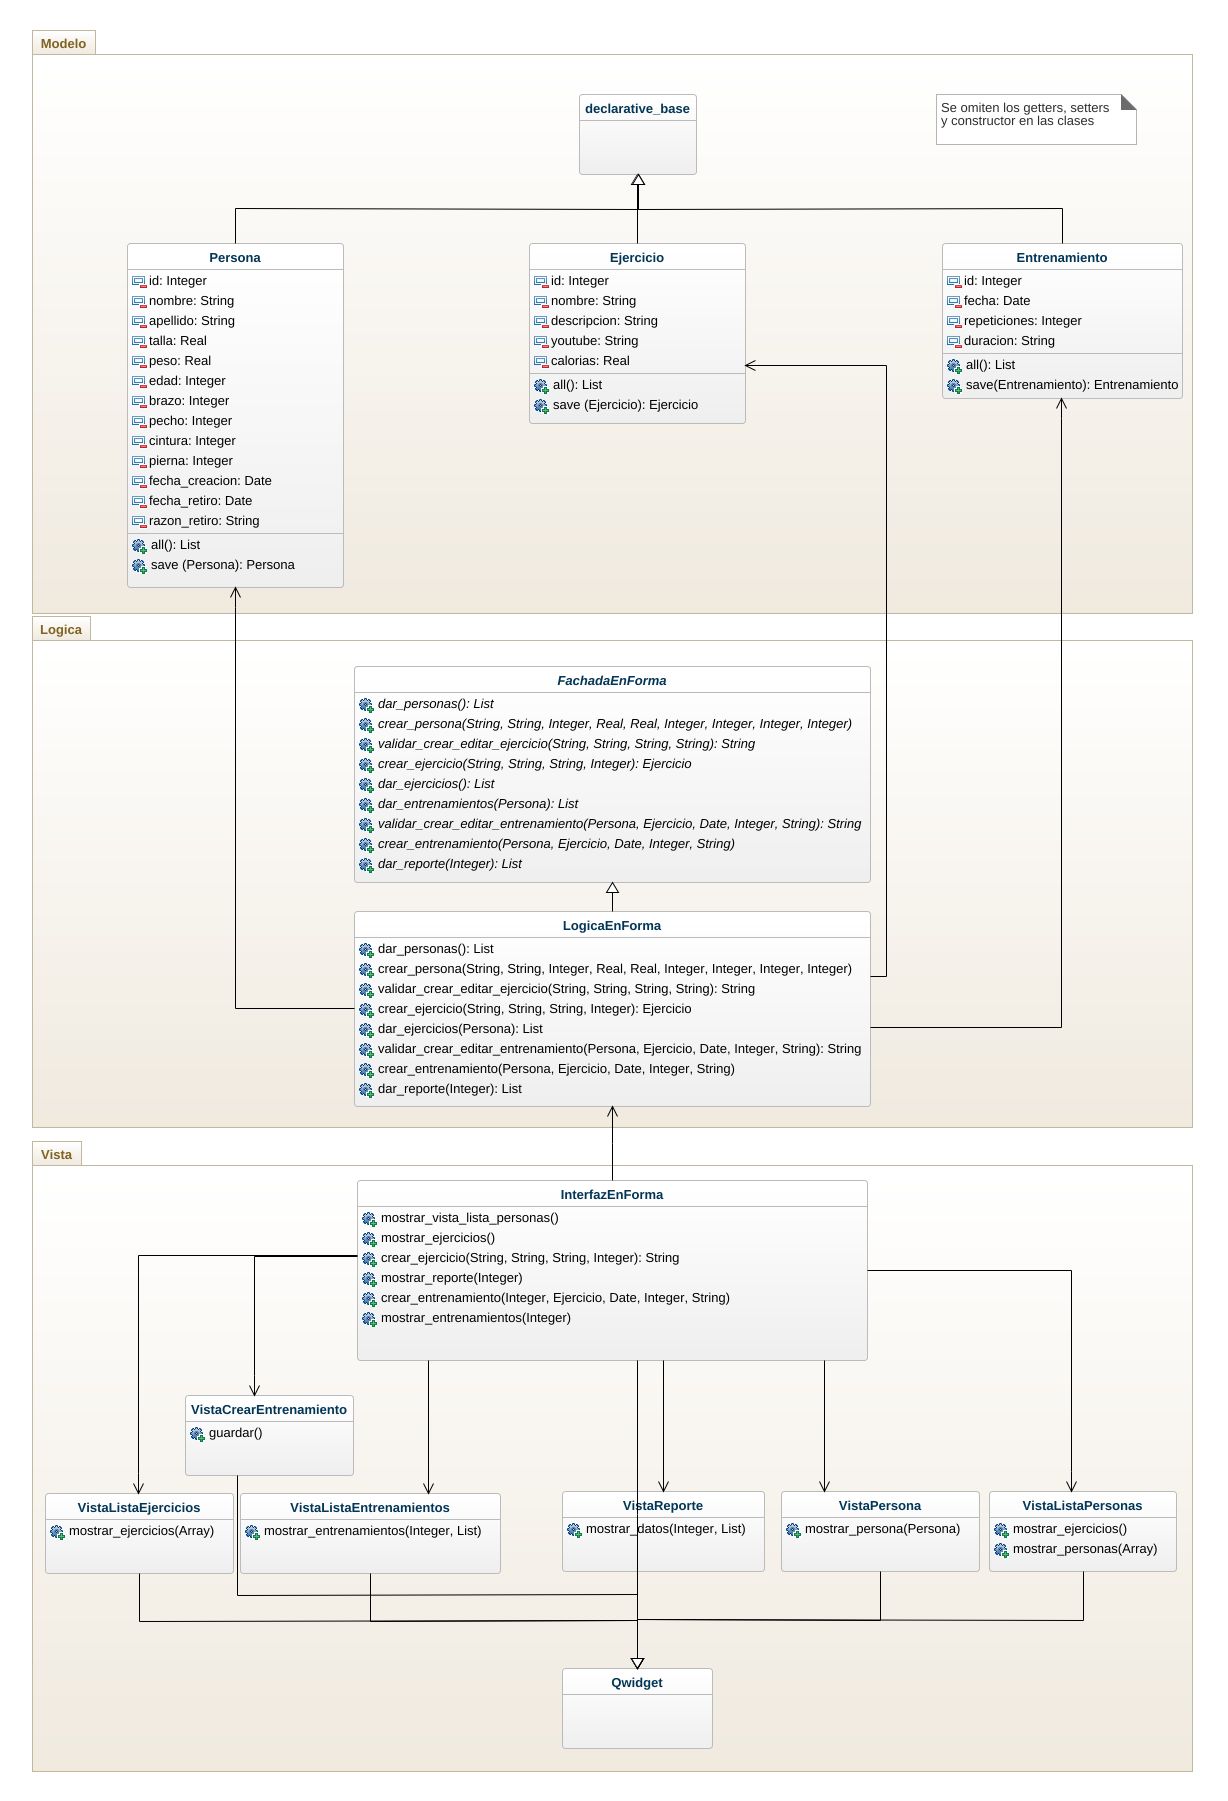 Modelo
declarative_base
Se omiten los getters, setters
y constructor en las clases
Persona
id: Integer
nombre: String
apellido: String
talla: Real
peso: Real
edad: Integer
brazo: Integer
pecho: Integer
cintura: Integer
pierna: Integer
fecha_creacion: Date
fecha_retiro: Date
razon_retiro: String
all(): List
save (Persona): Persona
Ejercicio
id: Integer
nombre: String
descripcion: String
youtube: String
calorias: Real
all(): List
save (Ejercicio): Ejercicio
Entrenamiento
id: Integer
fecha: Date
repeticiones: Integer
duracion: String
all(): List
save(Entrenamiento): Entrenamiento
Logica
FachadaEnForma
dar_personas(): List
crear_persona(String, String, Integer, Real, Real, Integer, Integer, Integer, Integer)
validar_crear_editar_ejercicio(String, String, String, String): String
crear_ejercicio(String, String, String, Integer): Ejercicio
dar_ejercicios(): List
dar_entrenamientos(Persona): List
validar_crear_editar_entrenamiento(Persona, Ejercicio, Date, Integer, String): String
crear_entrenamiento(Persona, Ejercicio, Date, Integer, String)
dar_reporte(Integer): List
LogicaEnForma
dar_personas(): List
crear_persona(String, String, Integer, Real, Real, Integer, Integer, Integer, Integer)
validar_crear_editar_ejercicio(String, String, String, String): String
crear_ejercicio(String, String, String, Integer): Ejercicio
dar_ejercicios(Persona): List
validar_crear_editar_entrenamiento(Persona, Ejercicio, Date, Integer, String): String
crear_entrenamiento(Persona, Ejercicio, Date, Integer, String)
dar_reporte(Integer): List
Vista
InterfazEnForma
mostrar_vista_lista_personas()
mostrar_ejercicios()
crear_ejercicio(String, String, String, Integer): String
mostrar_reporte(Integer)
crear_entrenamiento(Integer, Ejercicio, Date, Integer, String)
mostrar_entrenamientos(Integer)
VistaCrearEntrenamiento
guardar()
VistaListaEjercicios
mostrar_ejercicios(Array)
VistaListaEntrenamientos
mostrar_entrenamientos(Integer, List)
VistaReporte
mostrar_datos(Integer, List)
VistaPersona
mostrar_persona(Persona)
VistaListaPersonas
mostrar_ejercicios()
mostrar_personas(Array)
Qwidget